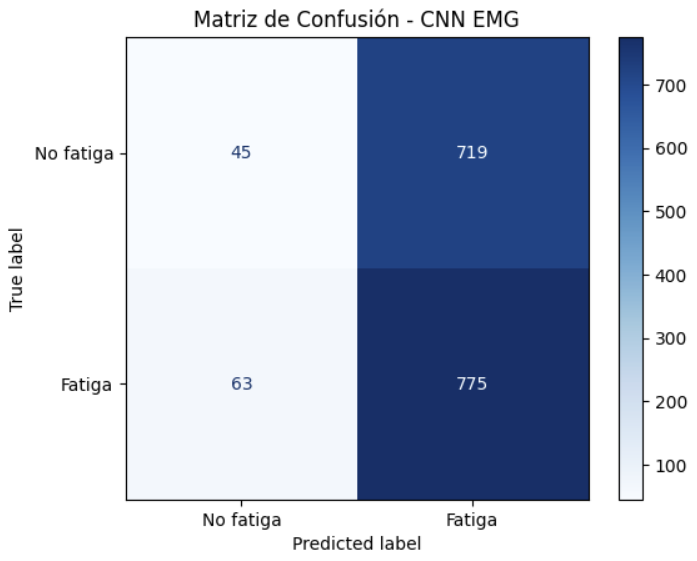 Matriz de Confusión - CNN EMG
True label
No fatiga
45
719
Fatiga
63
775
No fatiga
Fatiga
Predicted label
700
600
500
400
300
200
100